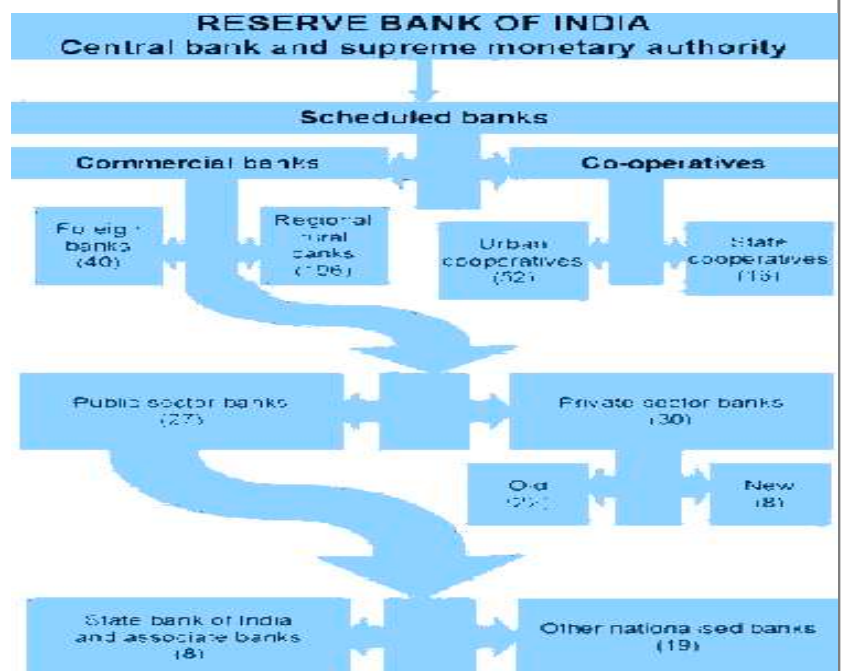 RESERVE BANK OF INDIA
Central bank and supreme monetary authority
Scheduled banks
Commercial banks
Co-operatives
Foreign
banks
(40)
Regional
rural
banks
(196)
Urban
cooperatives
(52)
State
cooperatives
(16)
Public sector banks
(27)
Private sector banks
(30)
Old
New
(8)
State bank of India
and associate banks
(8)
Other nationalised banks
(19)